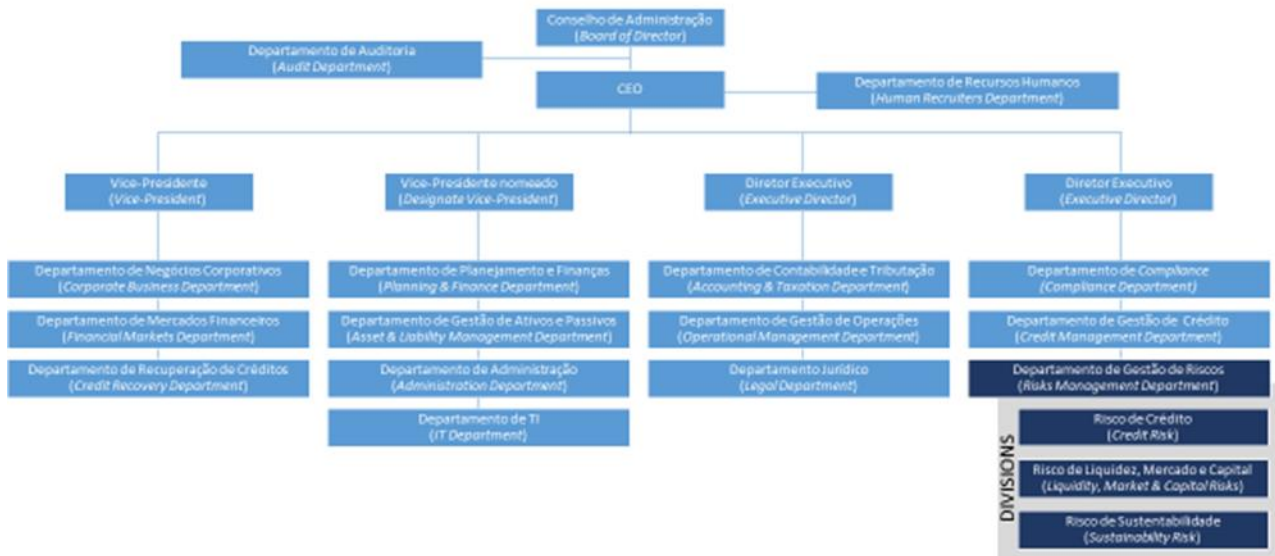 Conselho de Administração
(Board of Director)
Departamento de Auditoria
(Audit Department)
CEO
Departamento de Recursos Humanos
(Human Recruiters Department)
Vice-Presidente
(Vice-President)
Vice-Presidente nomeado
(Designate Vice-President)
Diretor Executivo
(Executive Director)
Diretor Executivo
(Executive Director)
Departamento de Negócios Corporativos
(Corporate Business Department)
Departamento de Planejamento e Finanças
(Planning & Finance Department)
Departamento de Contabilidade e Tributação
(Accounting & Taxation Department)
Departamento de Compliance
(Compliance Department)
Departamento de Mercados Financeiros
(Financial Markets Department)
Departamento de Gestão de Ativos e Passivos
(Asset & Liability Management Department)
Departamento de Gestão de Operações
(Operational Management Department)
Departamento de Gestão de Crédito
(Credit Management Department)
Departamento de Recuperação de Créditos
(Credit Recovery Department)
Departamento de Administração
(Administration Department)
Departamento Jurídico
(Legal Department)
Departamento de Gestão de Riscos
(Risks Management Department)
Departamento de TI
(IT Department)
DIVISIONS
Risco de Crédito
(Credit Risk)
Risco de Liquidez, Mercado e Capital
(Liquidity, Market & Capital Risks)
Risco de Sustentabilidade
(Sustainability Risk)